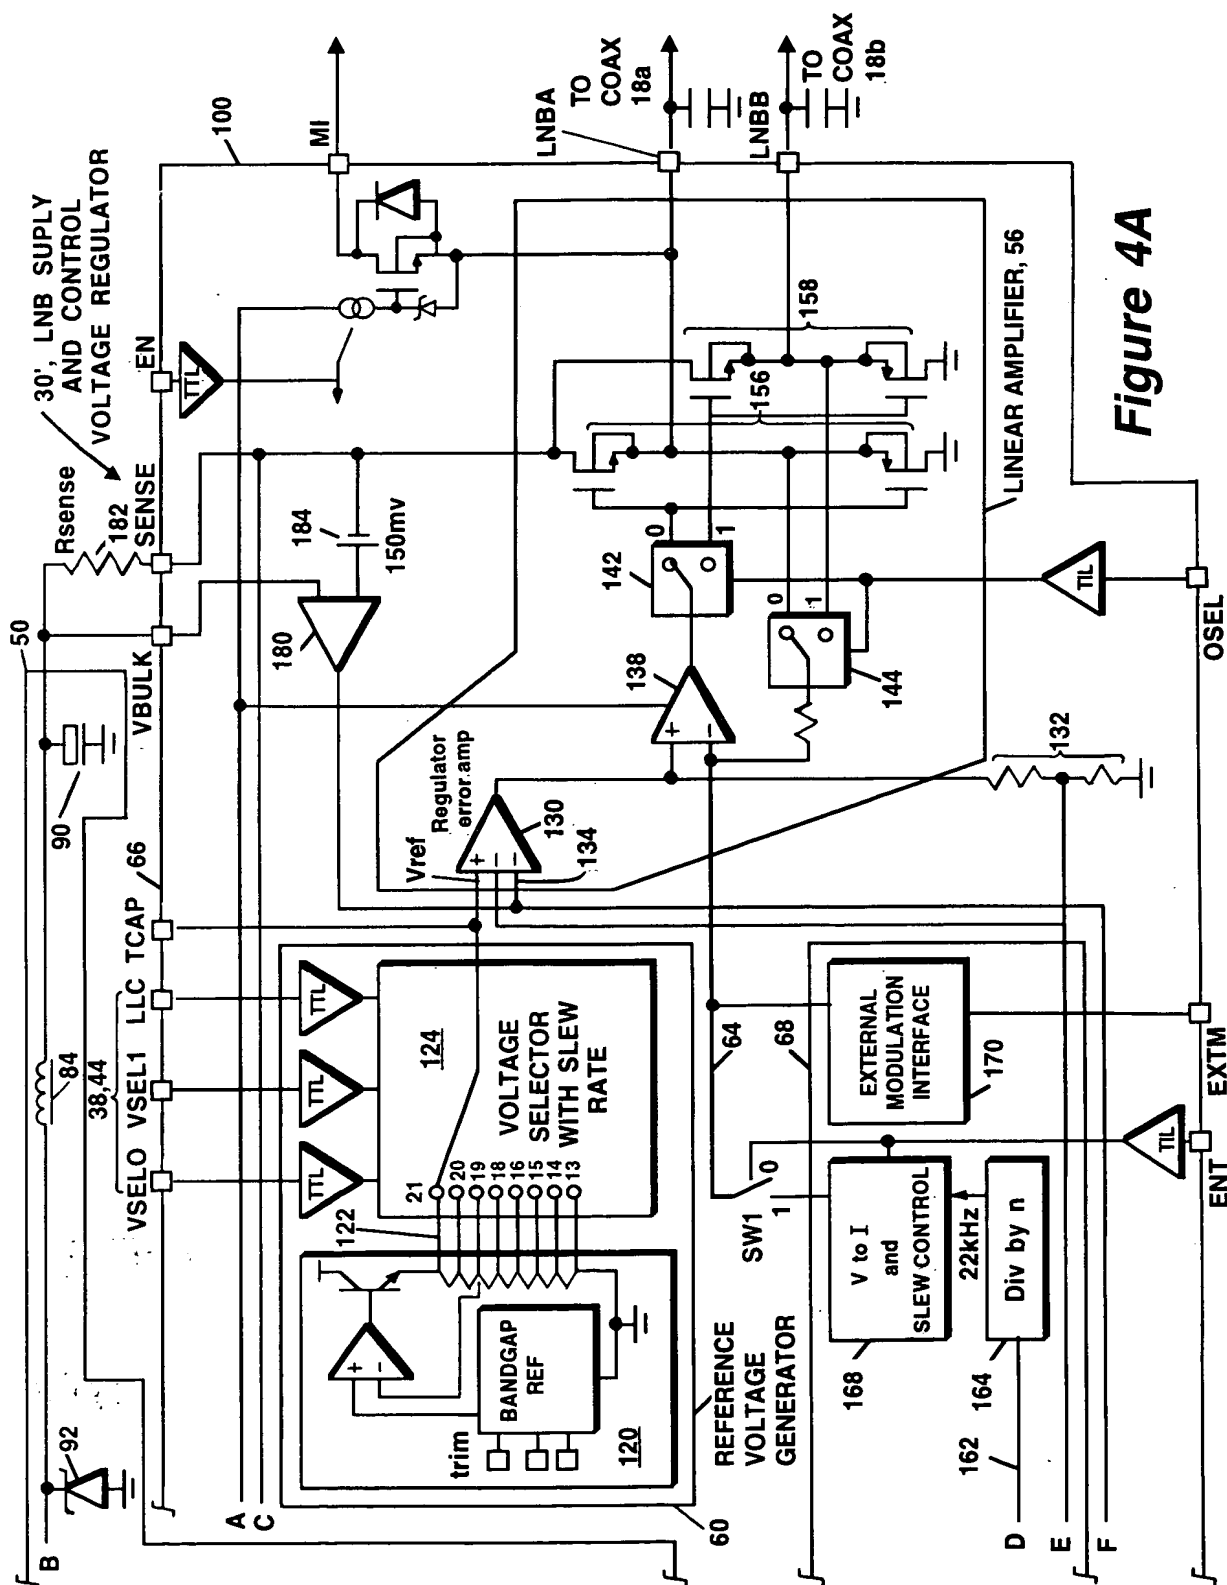 30', LNB SUPPLY
AND CONTROL
VOLTAGE REGULATOR
100
MI
LNBA
TO
COAX
18a
LNBB
TO
COAX
18b
B
92
84
50
90
66
Rsense
182
38,44
VSELO
VSEL1
LLC
TCAP
VBULK
SENSE
EN
TTL
TTL
TTL
TTL
A
C
180
184
150mv
122
124
VOLTAGE
SELECTOR
WITH SLEW
RATE
21
20
19
18
16
15
14
13
+
–
BANDGAP
REF
trim
120
60
REFERENCE
VOLTAGE
GENERATOR
Vref
Regulator
error.amp
+
–
–
130
134
138
+
–
142
0
1
144
0
1
156
158
LINEAR AMPLIFIER, 56
132
64
68
SW1
0
1
EXTERNAL
MODULATION
INTERFACE
170
V to I
and
SLEW CONTROL
168
22kHz
Div by n
164
162
D
E
F
TIL
TIL
ENT
EXTM
OSEL
Figure 4A